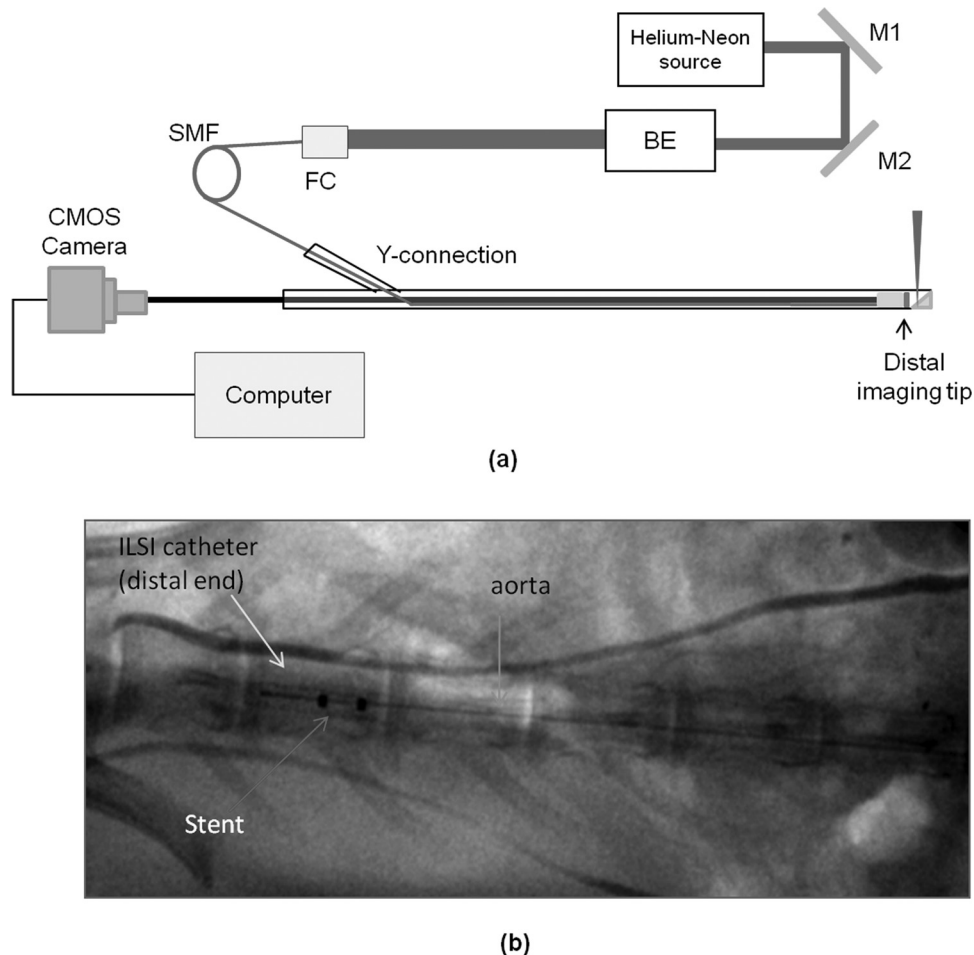 Helium-Neon
source
M1
SMF
BE
M2
FC
CMOS
Camera
Y-connection
Distal
imaging tip
Computer
(a)
ILSI catheter
(distal end)
aorta
Stent
(b)